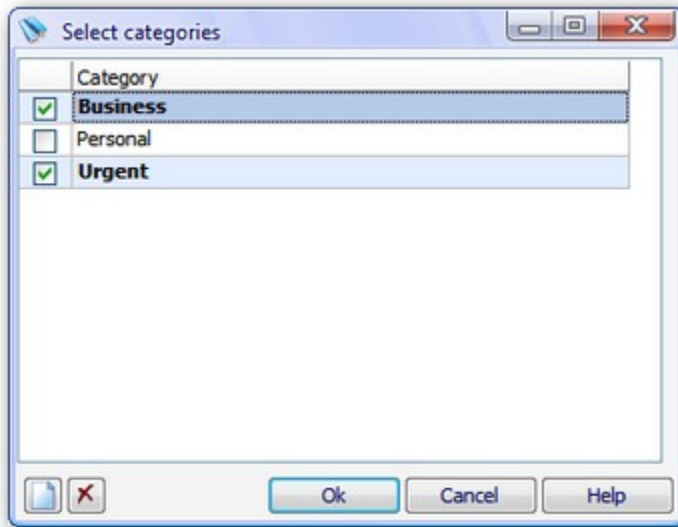 Select categories
Category
Business
Personal
Urgent
Ok Cancel Help